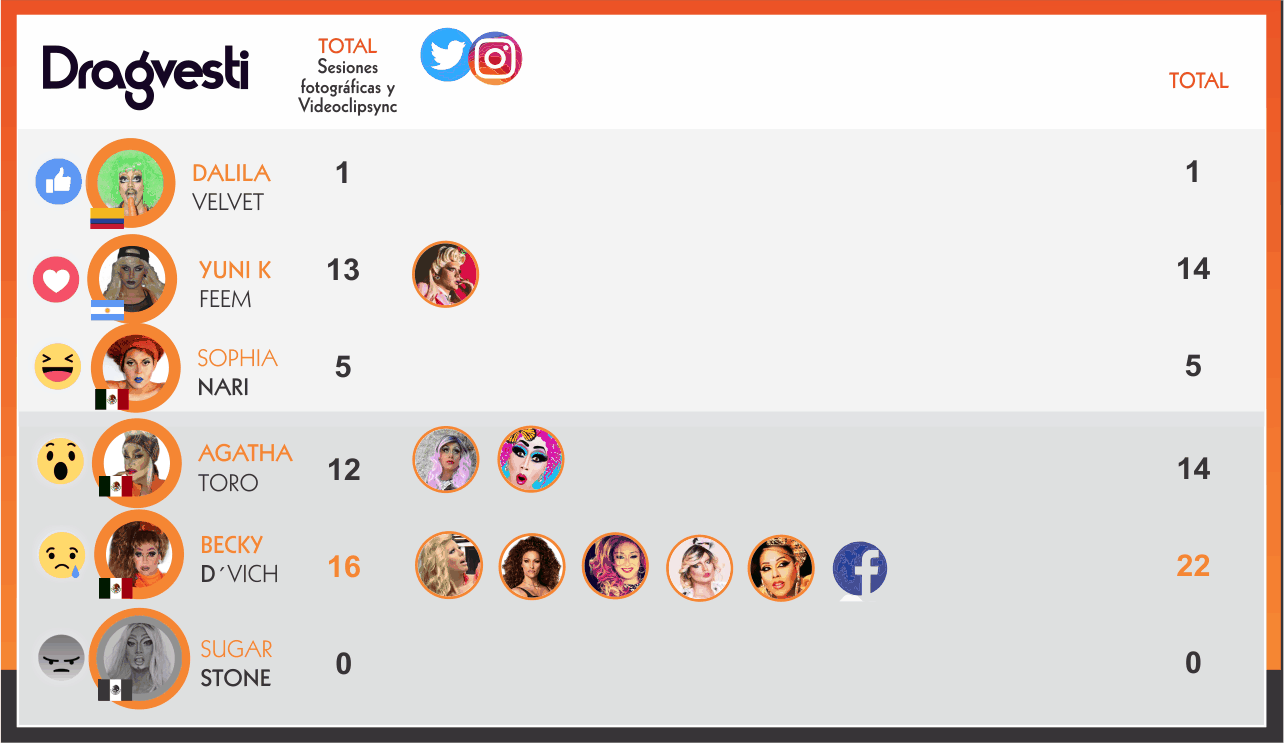 Dragvesti
TOTAL
Sesiones
fotográficas y
Videoclipsync
TOTAL
DALILA
VELVET
1
1
YUNI K
FEEM
13
14
SOPHIA
NARI
5
5
AGATHA
TORO
12
14
BECKY
D´VICH
16
22
SUGAR
STONE
0
0